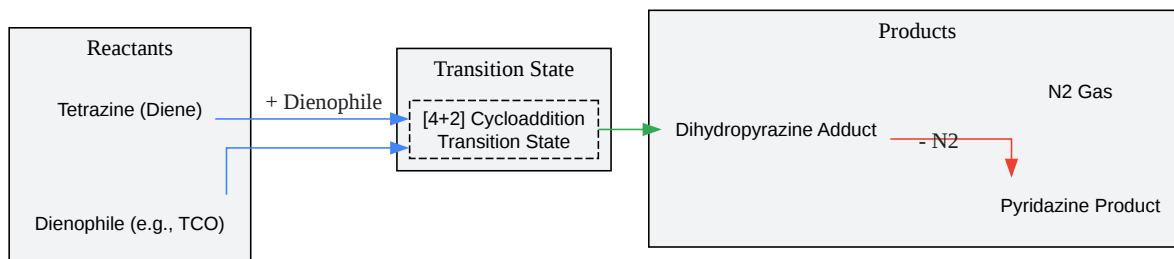 Reactants
Tetrazine (Diene)
Dienophile (e.g., TCO)
+ Dienophile
Transition State
[4+2] Cycloaddition
Transition State
Products
Dihydropyrazine Adduct
- N2
N2 Gas
Pyridazine Product